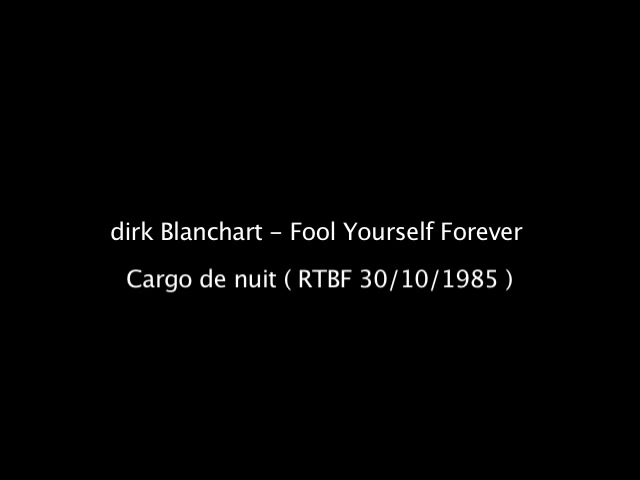 dirk Blanchart - Fool Yourself Forever
Cargo de nuit ( RTBF 30/10/1985 )